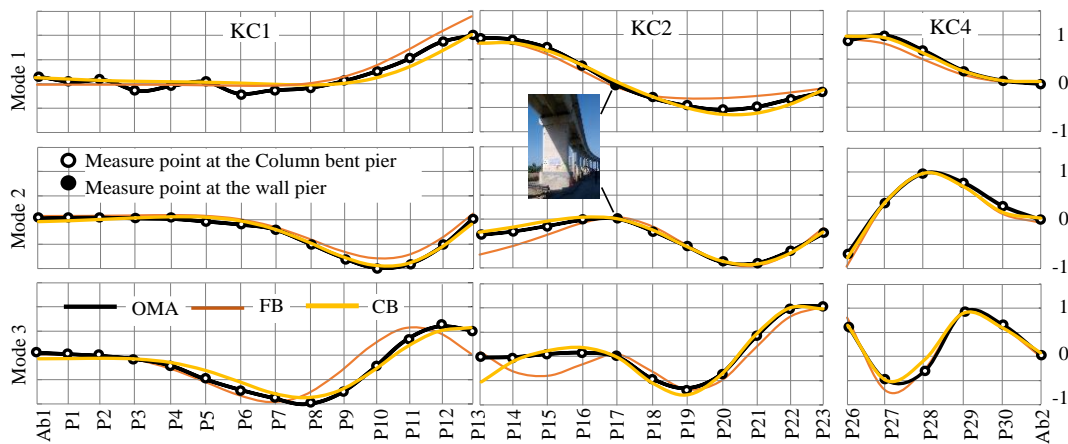 KC1
KC2
KC4
Mode 1
1
0
-1
Measure point at the Column bent pier
Measure point at the wall pier
Mode 2
1
0
-1
OMA
FB
CB
Mode 3
1
0
-1
Ab1
P1
P2
P3
P4
P5
P6
P7
P8
P9
P10
P11
P12
P13
P14
P15
P16
P17
P18
P19
P20
P21
P22
P23
P26
P27
P28
P29
P30
Ab2